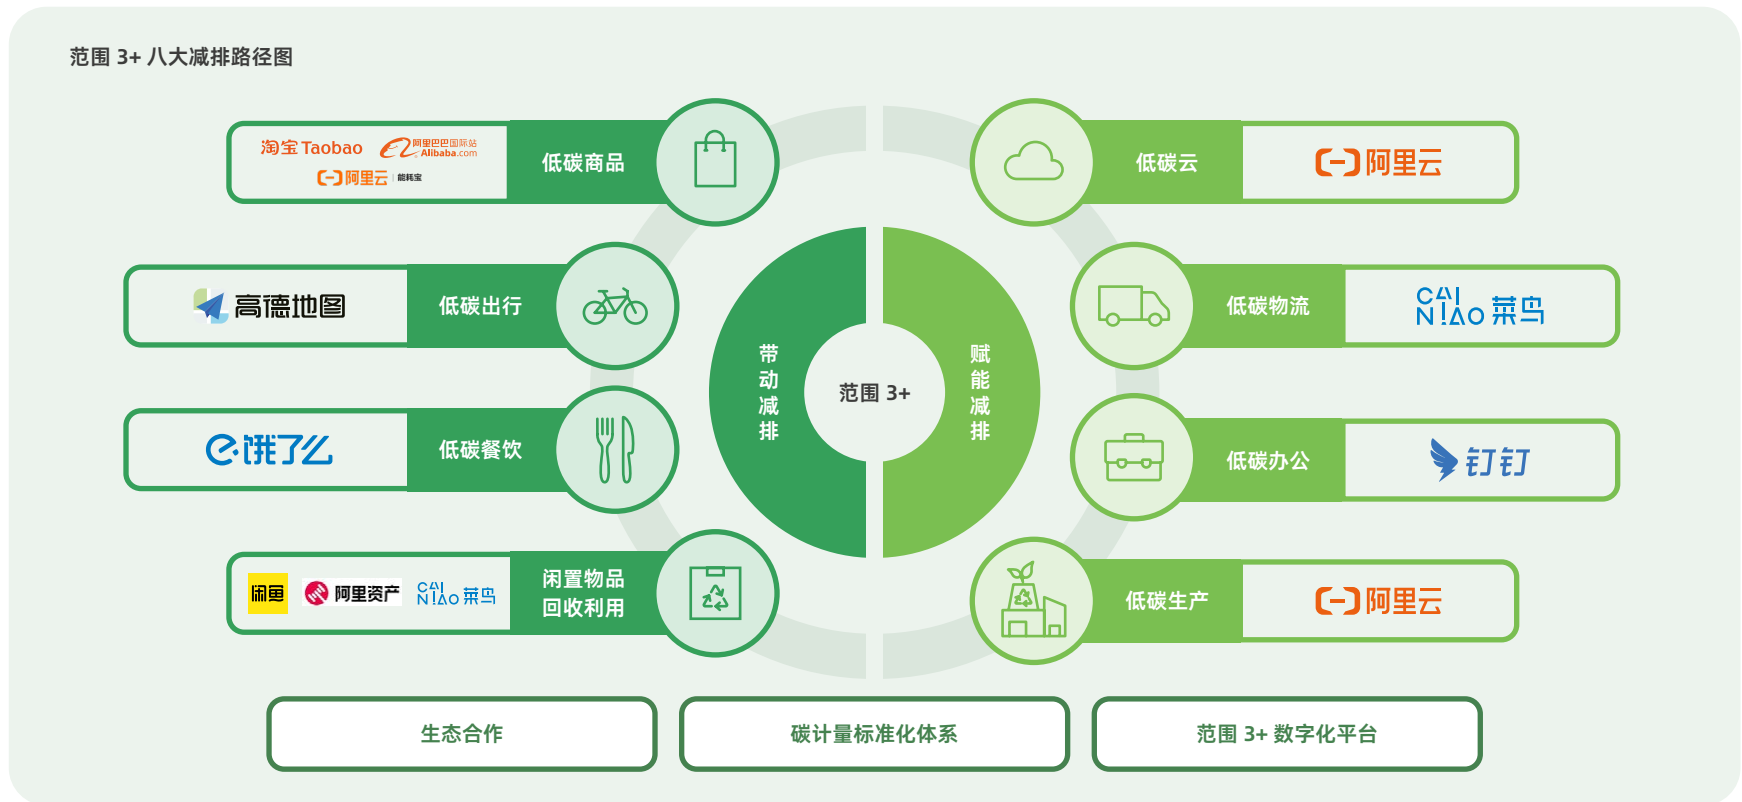 范围 3+ 八大减排路径图
淘宝 Taobao
阿里巴巴国际站
Alibaba.com
阿里云 | 能耗宝
低碳商品
低碳云
阿里云
高德地图
低碳出行
低碳物流
CAI
NIAO 菜鸟
带动减排
范围 3+
赋能减排
饿了么
低碳餐饮
低碳办公
钉钉
闲鱼
阿里资产
CAI
NIAO 菜鸟
闲置物品
回收利用
低碳生产
阿里云
生态合作
碳计量标准化体系
范围 3+ 数字化平台